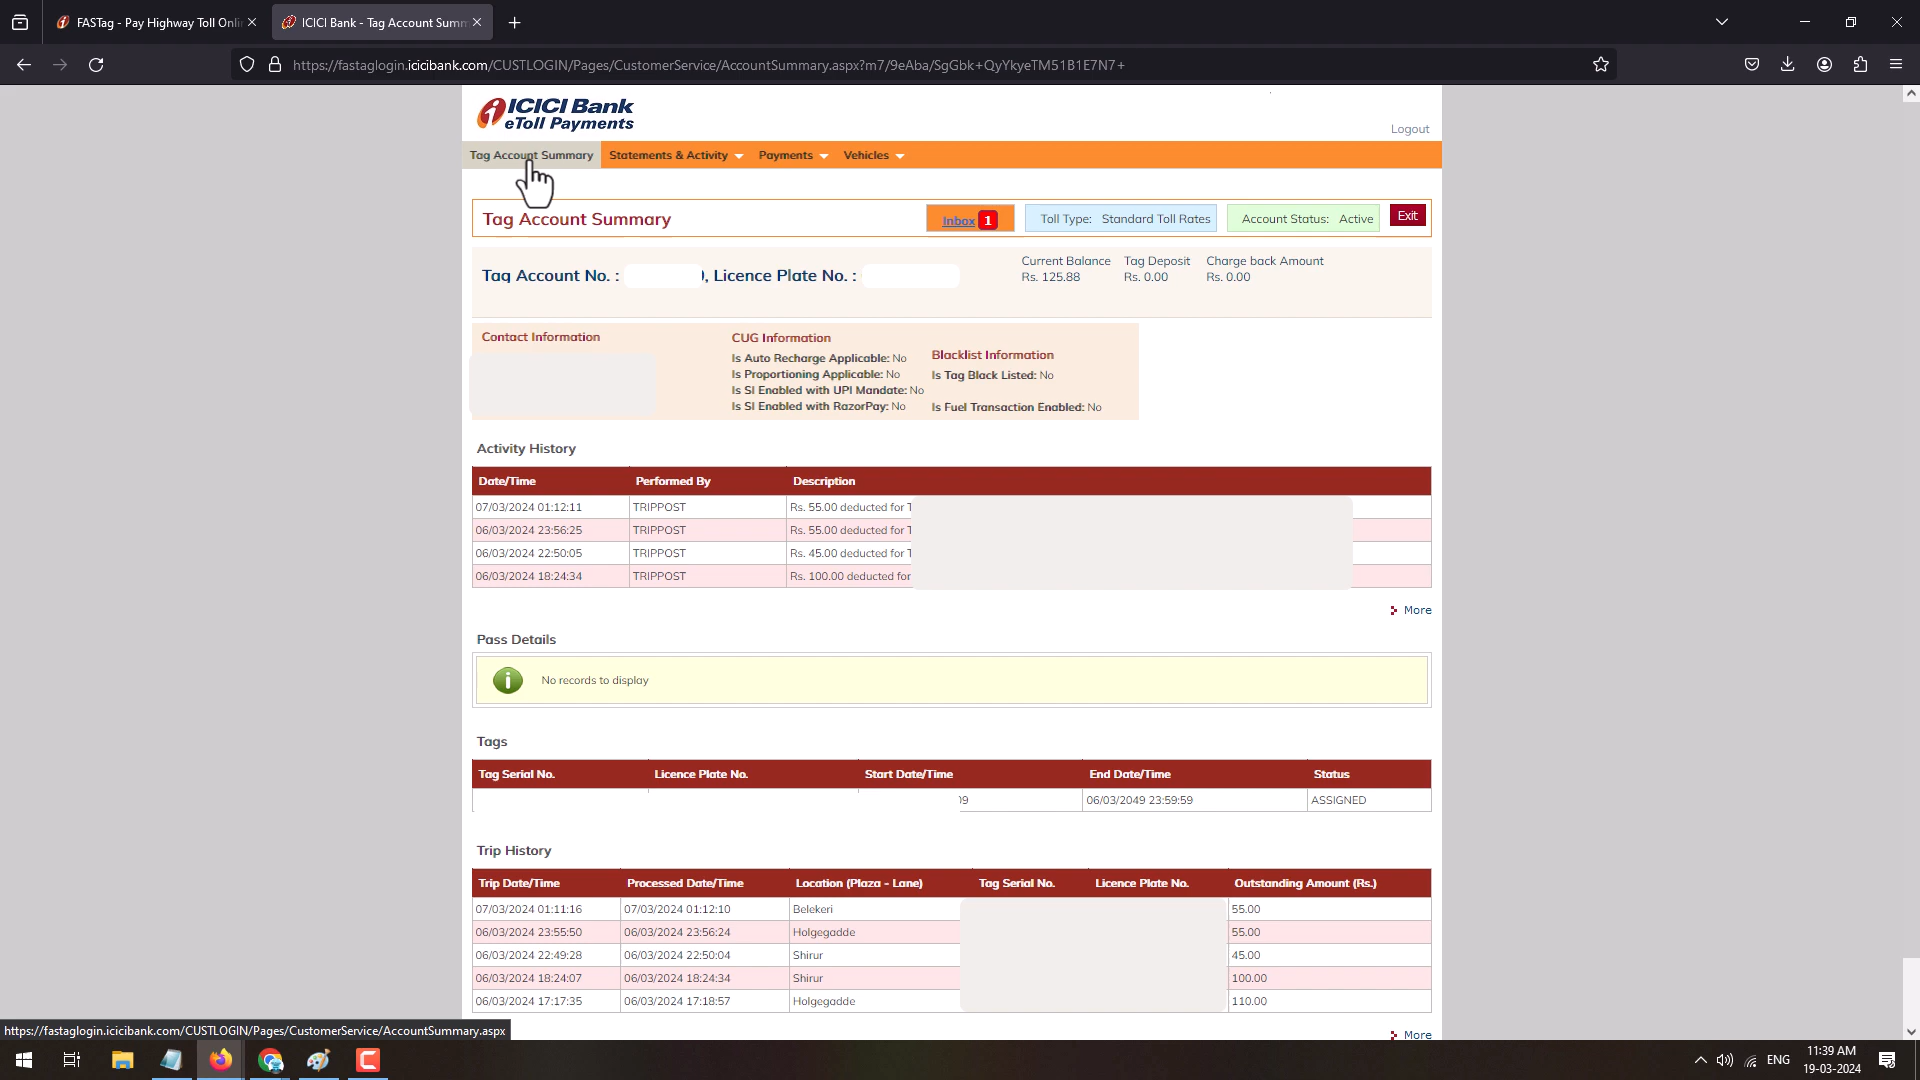 FASTag - Pay Highway Toll Onli
ICICI Bank - Tag Account Summ
https://fastaglogin.icicibank.com/CUSTLOGIN/Pages/CustomerService/AccountSummary.aspx?m7/9eAba/SgGbk+QyYkyeTM51B1E7N7+
ICICI Bank
eToll Payments
Logout
Tag Account Summary Statements & Activity Payments Vehicles
Tag Account Summary Inbox 1 Toll Type: Standard Toll Rates Account Status: Active Exit
Current Balance Tag Deposit Charge back Amount
Tag Account No. : , Licence Plate No. :
Rs. 125.88 Rs. 0.00 Rs. 0.00
Contact Information CUG Information
Blacklist Information
Is Auto Recharge Applicable: No
Is Proportioning Applicable: No Is Tag Black Listed: No
Is SI Enabled with UPI Mandate: No
Is SI Enabled with RazorPay: No Is Fuel Transaction Enabled: No
Activity History
Date/Time Performed By Description
07/03/2024 01:12:11 TRIPPOST Rs. 55.00 deducted for T
06/03/2024 23:56:25 TRIPPOST Rs. 55.00 deducted for T
06/03/2024 22:50:05 TRIPPOST Rs. 45.00 deducted for T
06/03/2024 18:24:34 TRIPPOST Rs. 100.00 deducted for
More
Pass Details
No records to display
Tags
Tag Serial No. Licence Plate No. Start Date/Time End Date/Time Status
06/03/2049 23:59:59 ASSIGNED
Trip History
Trip Date/Time Processed Date/Time Location (Plaza - Lane) Tag Serial No. Licence Plate No. Outstanding Amount (Rs.)
07/03/2024 01:11:16 07/03/2024 01:12:10 Belekeri 55.00
06/03/2024 23:55:50 06/03/2024 23:56:24 Holgegadde 55.00
06/03/2024 22:49:28 06/03/2024 22:50:04 Shirur 45.00
06/03/2024 18:24:07 06/03/2024 18:24:34 Shirur 100.00
06/03/2024 17:17:35 06/03/2024 17:18:57 Holgegadde 110.00
https://fastaglogin.icicibank.com/CUSTLOGIN/Pages/CustomerService/AccountSummary.aspx
More
ENG 11:39 AM
19-03-2024